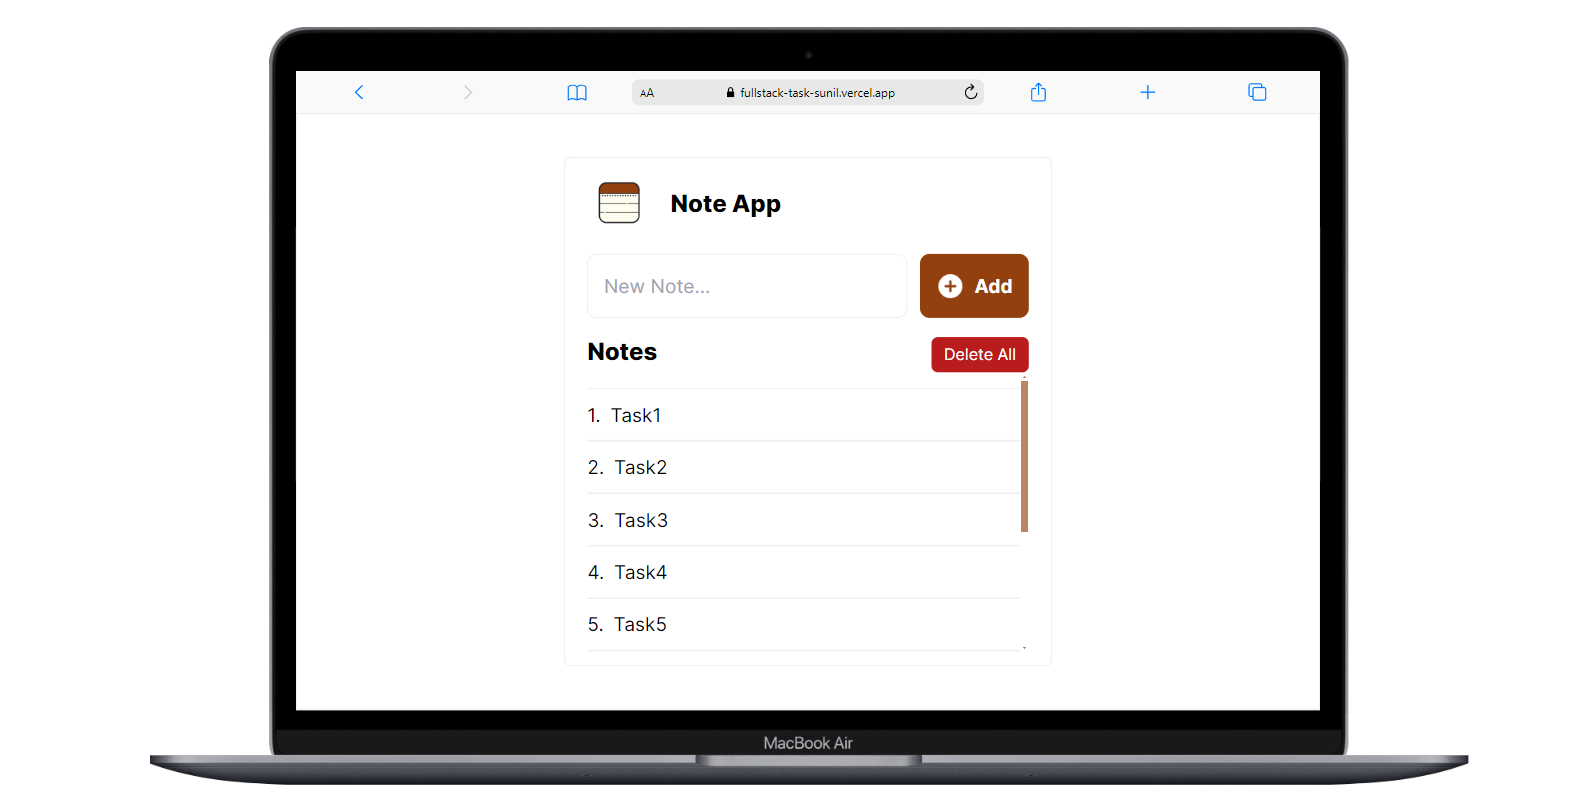 AA fullstack-task-sunil.vercel.app
Note App
New Note...
Add
Notes
Delete All
1. Task1
2. Task2
3. Task3
4. Task4
5. Task5
MacBook Air